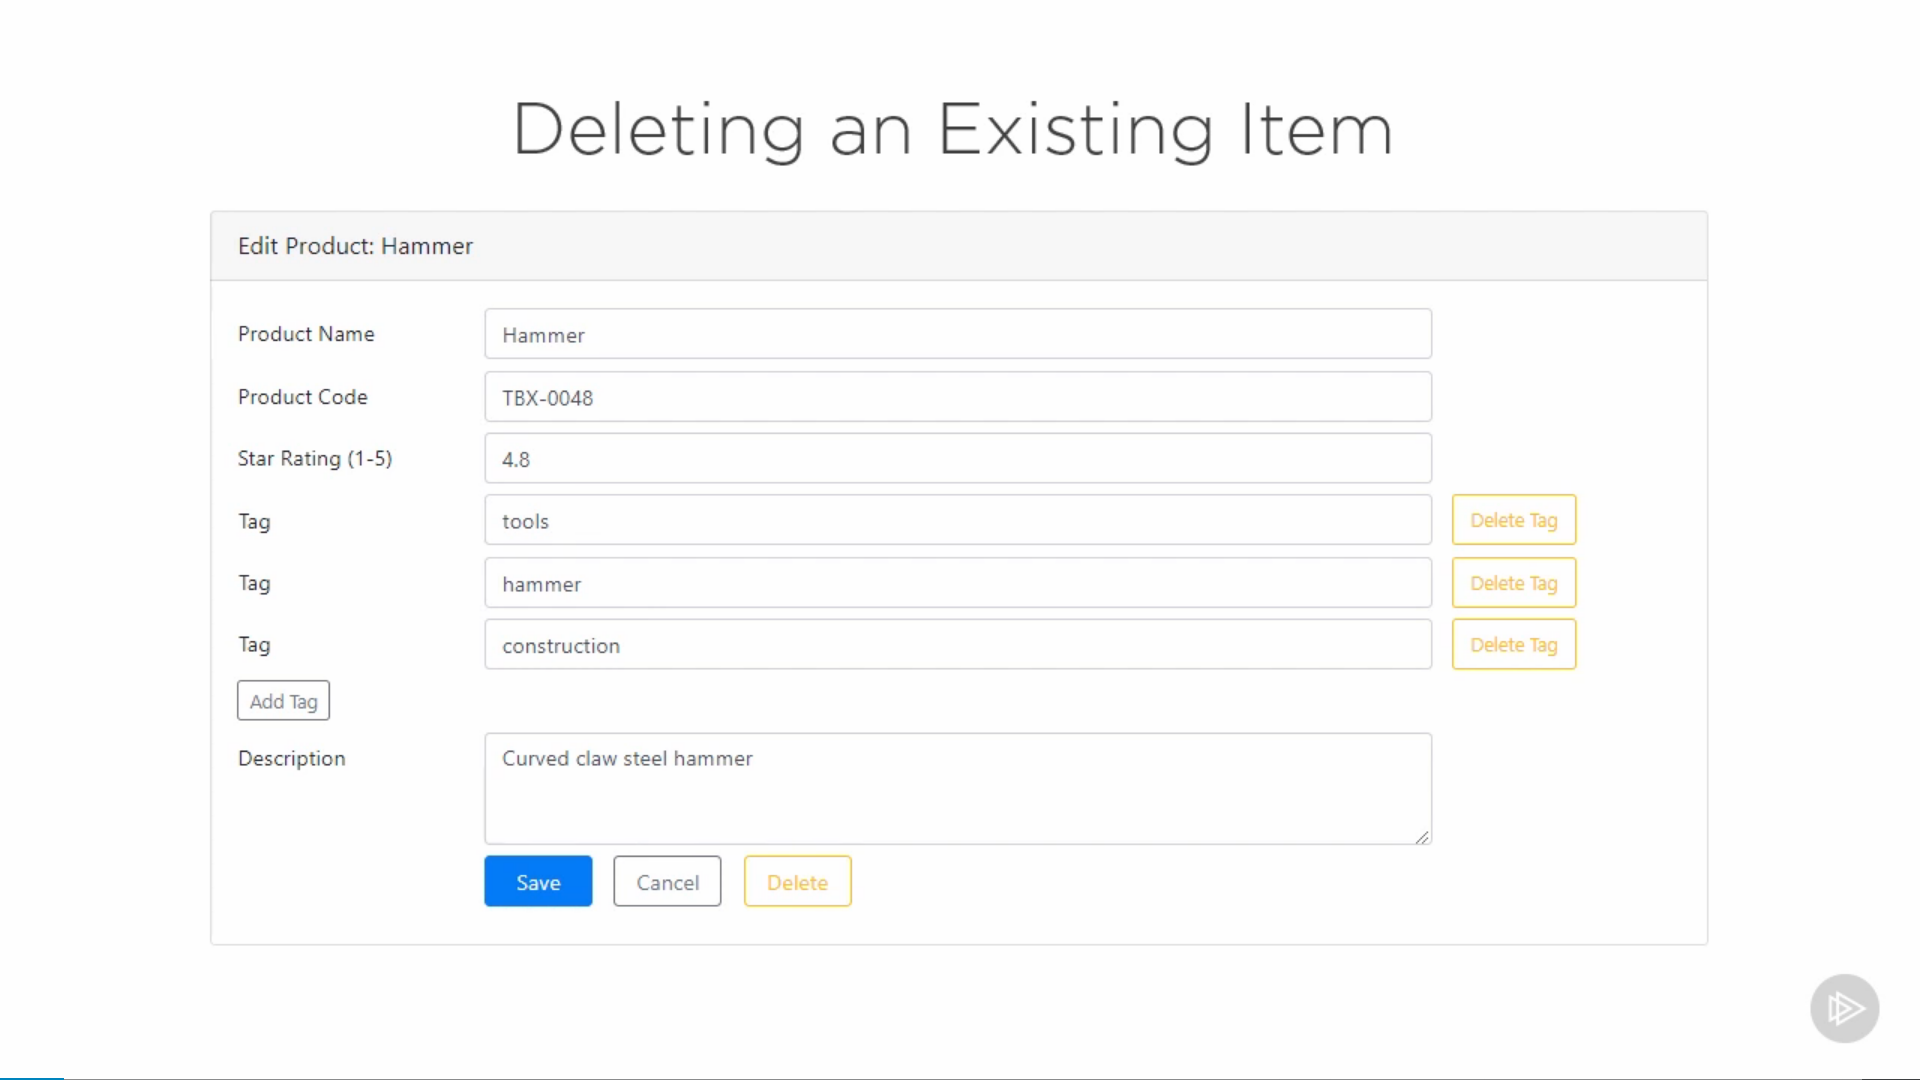 Deleting an Existing Item
Edit Product: Hammer
Product Name Hammer
Product Code TBX-0048
Star Rating (1-5) 4.8
Tag tools Delete Tag
Tag hammer Delete Tag
Tag construction Delete Tag
Add Tag
Description Curved claw steel hammer
Save Cancel Delete